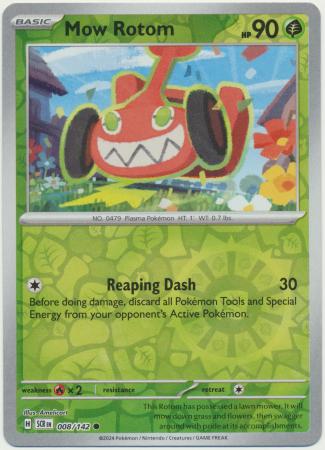 BASIC
Mow Rotom
HP 90
NO. 0479 Plasma Pokémon HT: 1' WT: 0.7 lbs.
Reaping Dash 30
Before doing damage, discard all Pokémon Tools and Special
Energy from your opponent's Active Pokémon.
weakness ×2 resistance retreat
Illus. Amelicart
H SCR EN 008/142
This Pokémon has possessed a lawn mower. It will
mow down grass and flowers, then swagger
around with pride at its accomplishments.
©2024 Pokémon / Nintendo / Creatures / GAME FREAK